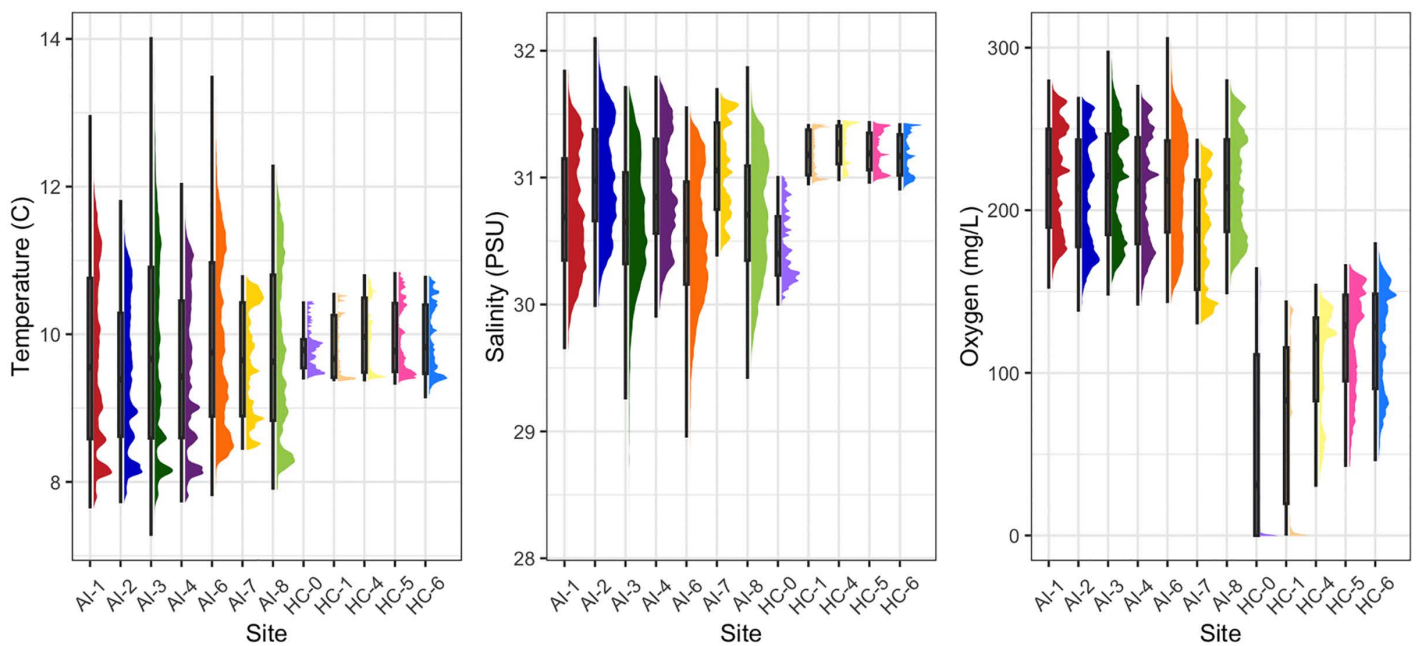 Temperature (C)
14
12
10
8
AI-1 AI-2 AI-3 AI-4 AI-6 AI-7 AI-8 HC-0 HC-1 HC-4 HC-5 HC-6
Site
Salinity (PSU)
32
31
30
29
28
AI-1 AI-2 AI-3 AI-4 AI-6 AI-7 AI-8 HC-0 HC-1 HC-4 HC-5 HC-6
Site
Oxygen (mg/L)
300
200
100
0
AI-1 AI-2 AI-3 AI-4 AI-6 AI-7 AI-8 HC-0 HC-1 HC-4 HC-5 HC-6
Site